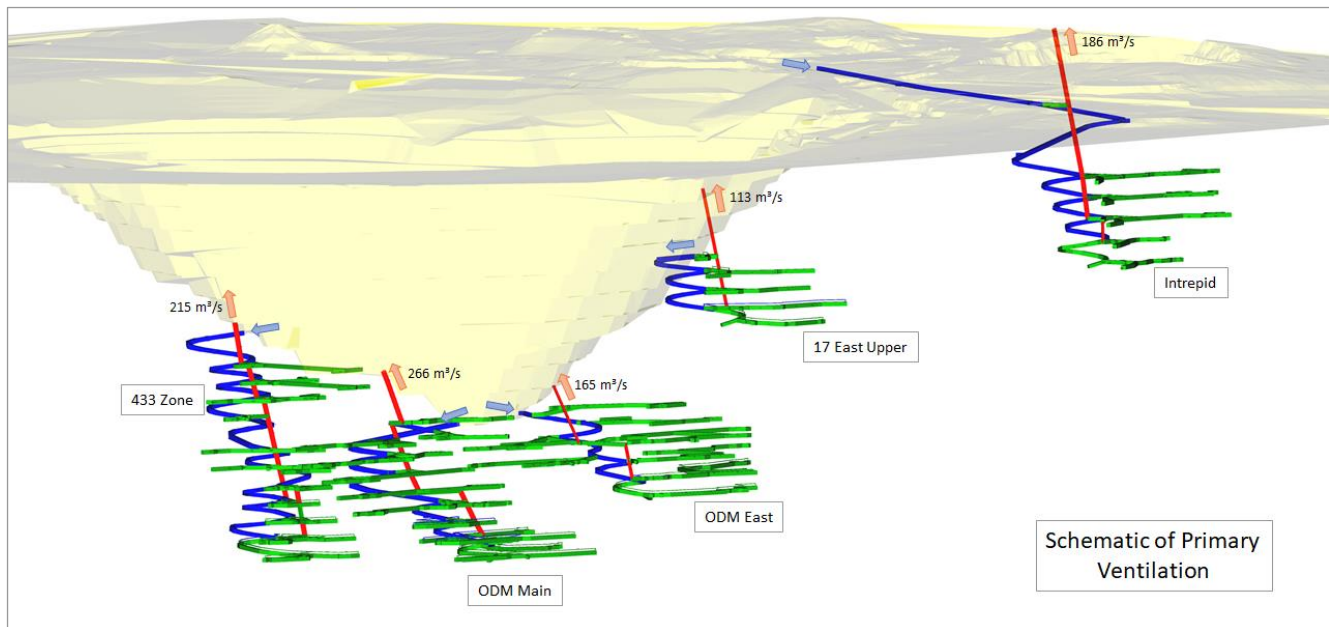 186 m³/s
113 m³/s
Intrepid
215 m³/s
17 East Upper
266 m³/s
165 m³/s
433 Zone
ODM East
ODM Main
Schematic of Primary
Ventilation